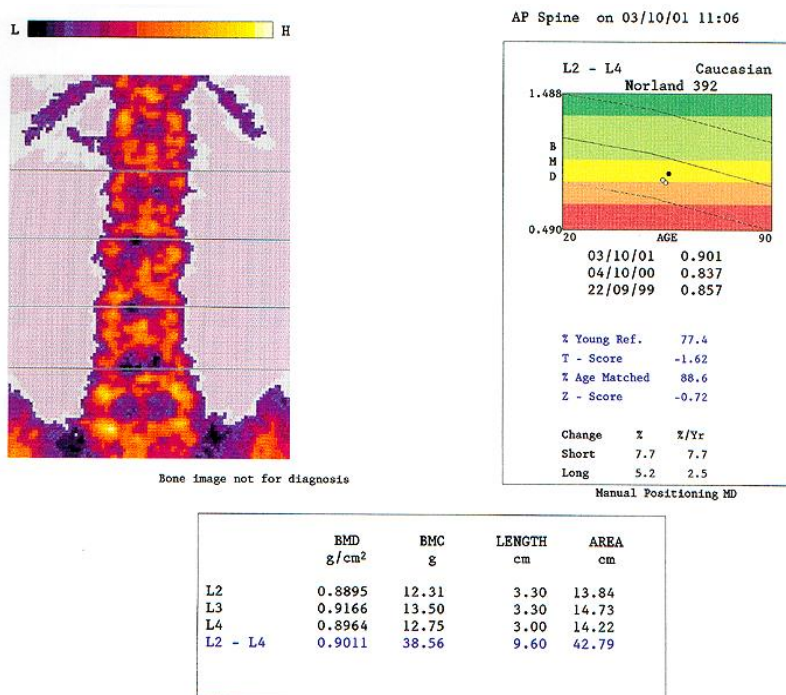 L H
AP Spine on 03/10/01 11:06
L2 - L4 Caucasian
Norland 392
1.488
B
M
D
0.490
20 AGE 90
03/10/01 0.901
04/10/00 0.837
22/09/99 0.857
% Young Ref. 77.4
T - Score -1.62
% Age Matched 88.6
Z - Score -0.72
Change % %/Yr
Short 7.7 7.7
Long 5.2 2.5
Manual Positioning MD
Bone image not for diagnosis
BMD BMC LENGTH AREA
g/cm² g cm cm
L2 0.8895 12.31 3.30 13.84
L3 0.9166 13.50 3.30 14.73
L4 0.8964 12.75 3.00 14.22
L2 - L4 0.9011 38.56 9.60 42.79